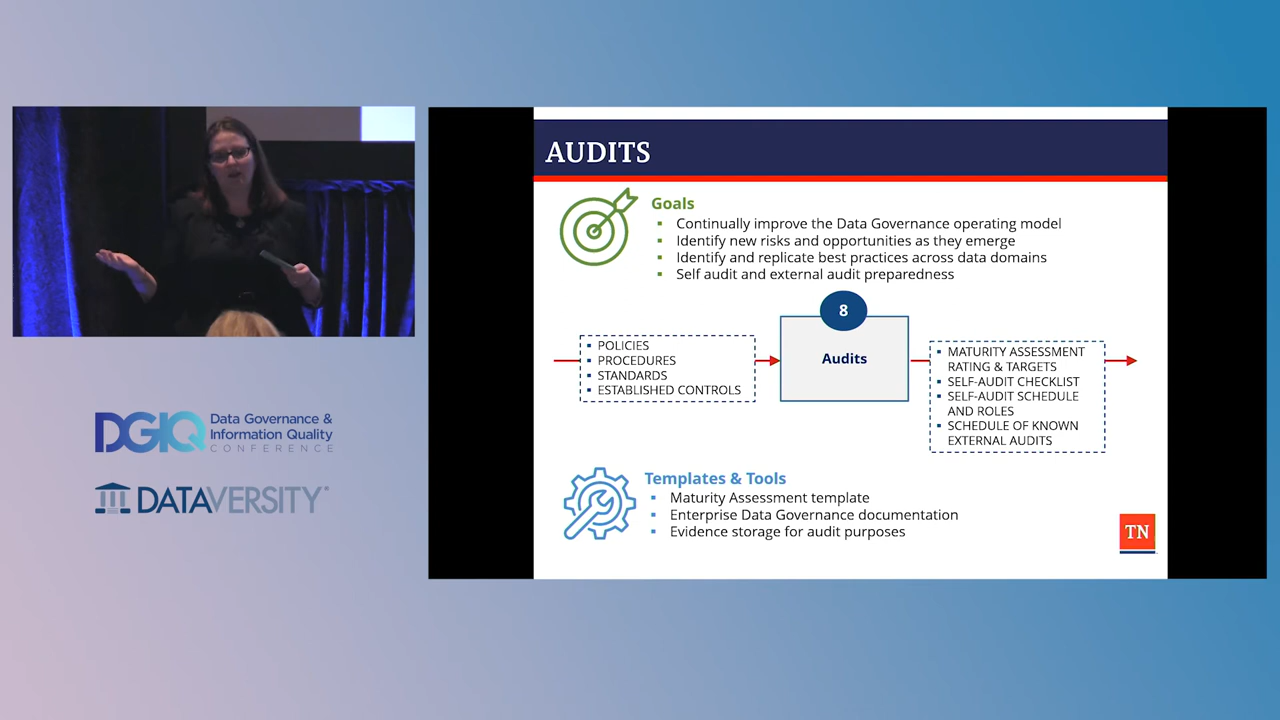 AUDITS
Goals
▪ Continually improve the Data Governance operating model
▪ Identify new risks and opportunities as they emerge
▪ Identify and replicate best practices across data domains
▪ Self audit and external audit preparedness
8
▪ POLICIES
▪ PROCEDURES
▪ STANDARDS
▪ ESTABLISHED CONTROLS
Audits
▪ MATURITY ASSESSMENT
RATING & TARGETS
▪ SELF-AUDIT CHECKLIST
▪ SELF-AUDIT SCHEDULE
AND ROLES
▪ SCHEDULE OF KNOWN
EXTERNAL AUDITS
Templates & Tools
▪ Maturity Assessment template
▪ Enterprise Data Governance documentation
▪ Evidence storage for audit purposes
TN
DGIQ
Data Governance &
Information Quality
CONFERENCE
DATAVERSITY